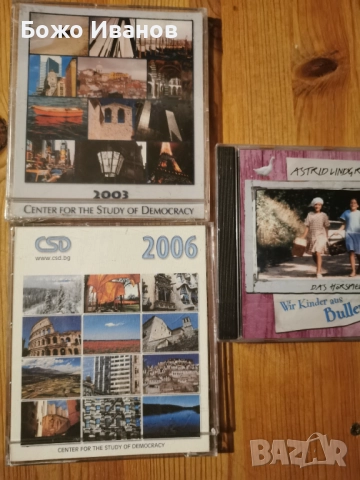 Божо Иванов
2003
CENTER FOR THE STUDY OF DEMOCRACY
CSD
www.csd.bg
2006
CENTER FOR THE STUDY OF DEMOCRACY
ASTRID LINDGR
DAS HÖRSPIEL
Wir Kinder aus
Bulle
BAZAR
bg